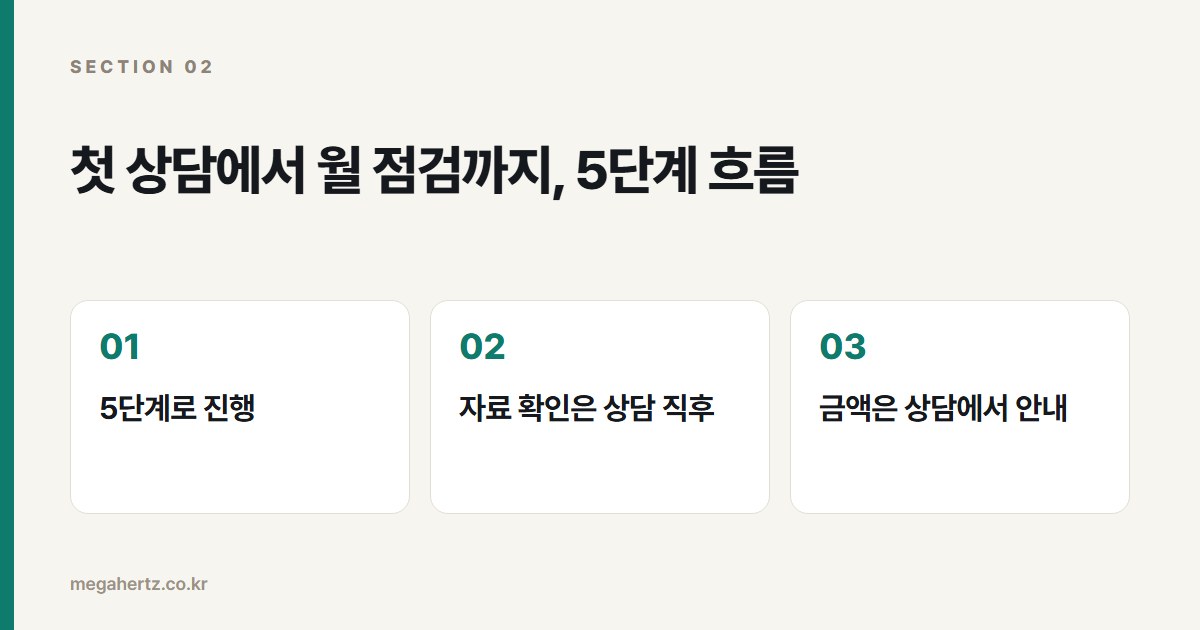 SECTION 02
첫 상담에서 월 점검까지, 5단계 흐름
01
5단계로 진행
02
자료 확인은 상담 직후
03
금액은 상담에서 안내
megahertz.co.kr